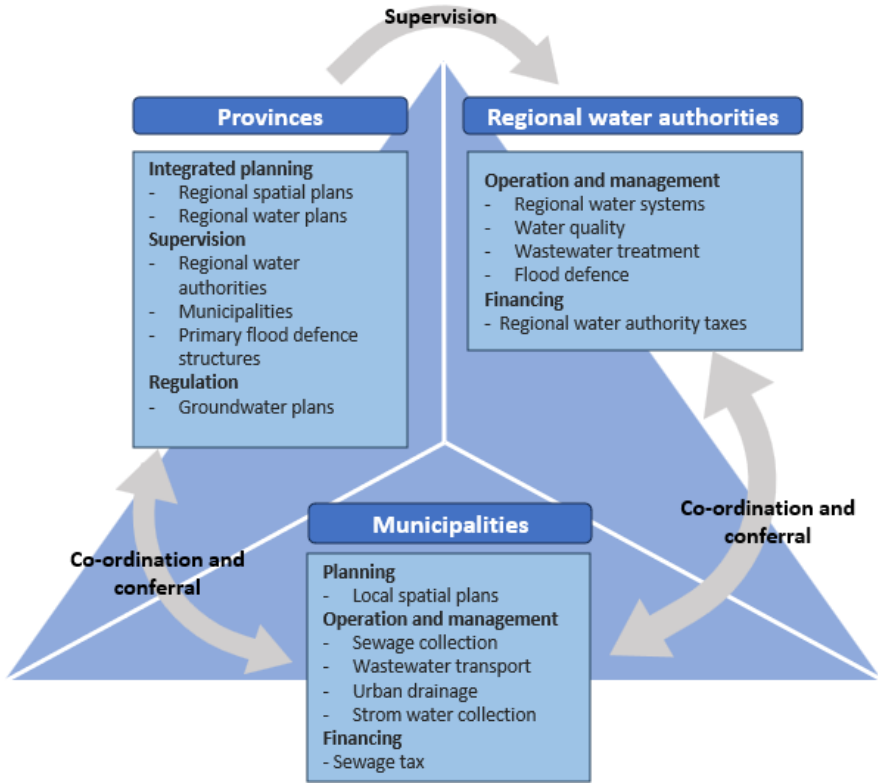 Supervision
Provinces
Integrated planning
- Regional spatial plans
- Regional water plans
Supervision
- Regional water
authorities
- Municipalities
- Primary flood defence
structures
Regulation
- Groundwater plans
Regional water authorities
Operation and management
- Regional water systems
- Water quality
- Wastewater treatment
- Flood defence
Financing
- Regional water authority taxes
Co-ordination and
conferral
Co-ordination and
conferral
Municipalities
Planning
- Local spatial plans
Operation and management
- Sewage collection
- Wastewater transport
- Urban drainage
- Strom water collection
Financing
- Sewage tax